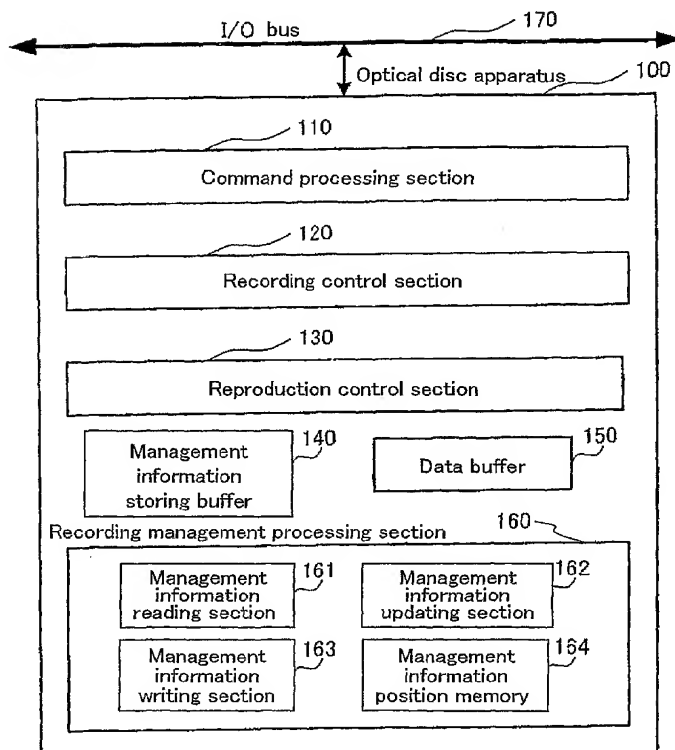 I/O bus
170
Optical disc apparatus
100
110
Command processing section
120
Recording control section
130
Reproduction control section
140
Management
information
storing buffer
150
Data buffer
Recording management processing section
160
Management
information
reading section
161
Management
information
updating section
162
Management
information
writing section
163
Management
information
position memory
164